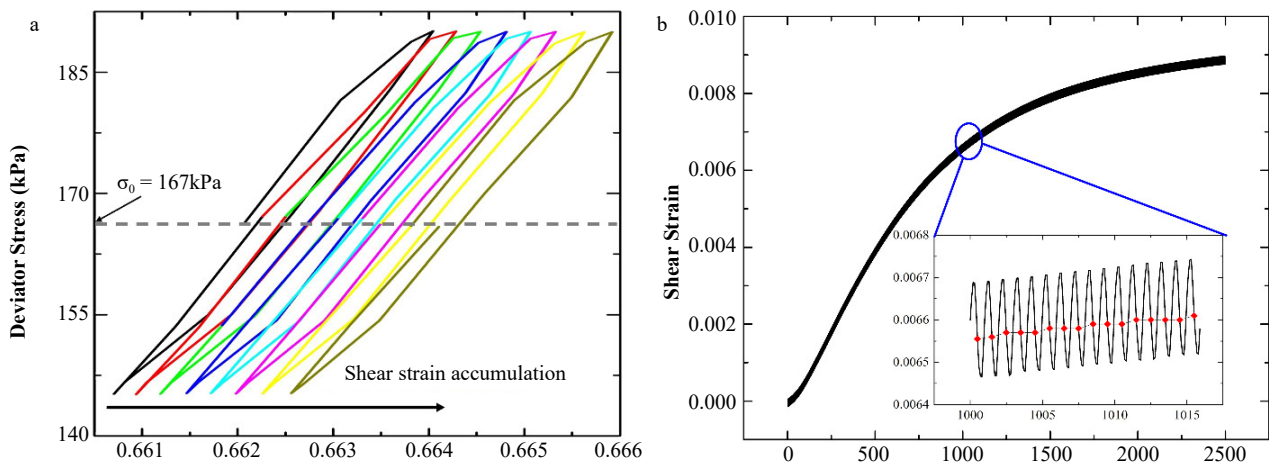 a
Deviator Stress (kPa)
185
170
155
140
σ₀ = 167kPa
Shear strain accumulation
0.661 0.662 0.663 0.664 0.665 0.666
b
Shear Strain
0.010
0.008
0.006
0.004
0.002
0.000
0 500 1000 1500 2000 2500
0.0068
0.0067
0.0066
0.0065
0.0064
1000 1005 1010 1015